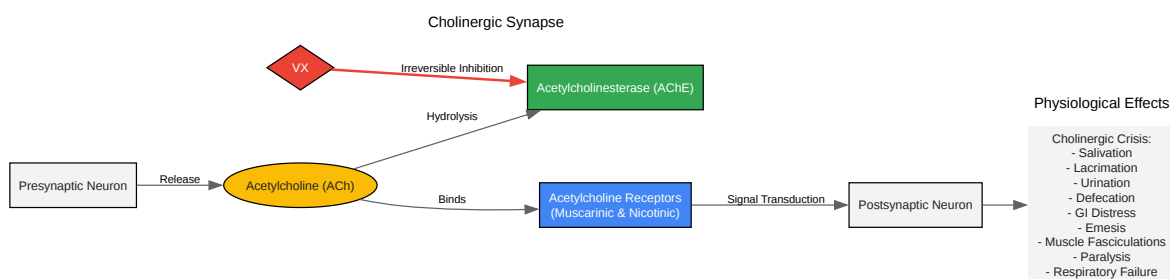 Cholinergic Synapse
VX
Irreversible Inhibition
Acetylcholinesterase (AChE)
Hydrolysis
Presynaptic Neuron
Release
Acetylcholine (ACh)
Binds
Acetylcholine Receptors
(Muscarinic & Nicotinic)
Signal Transduction
Postsynaptic Neuron
Physiological Effects
Cholinergic Crisis:
- Salivation
- Lacrimation
- Urination
- Defecation
- GI Distress
- Emesis
- Muscle Fasciculations
- Paralysis
- Respiratory Failure